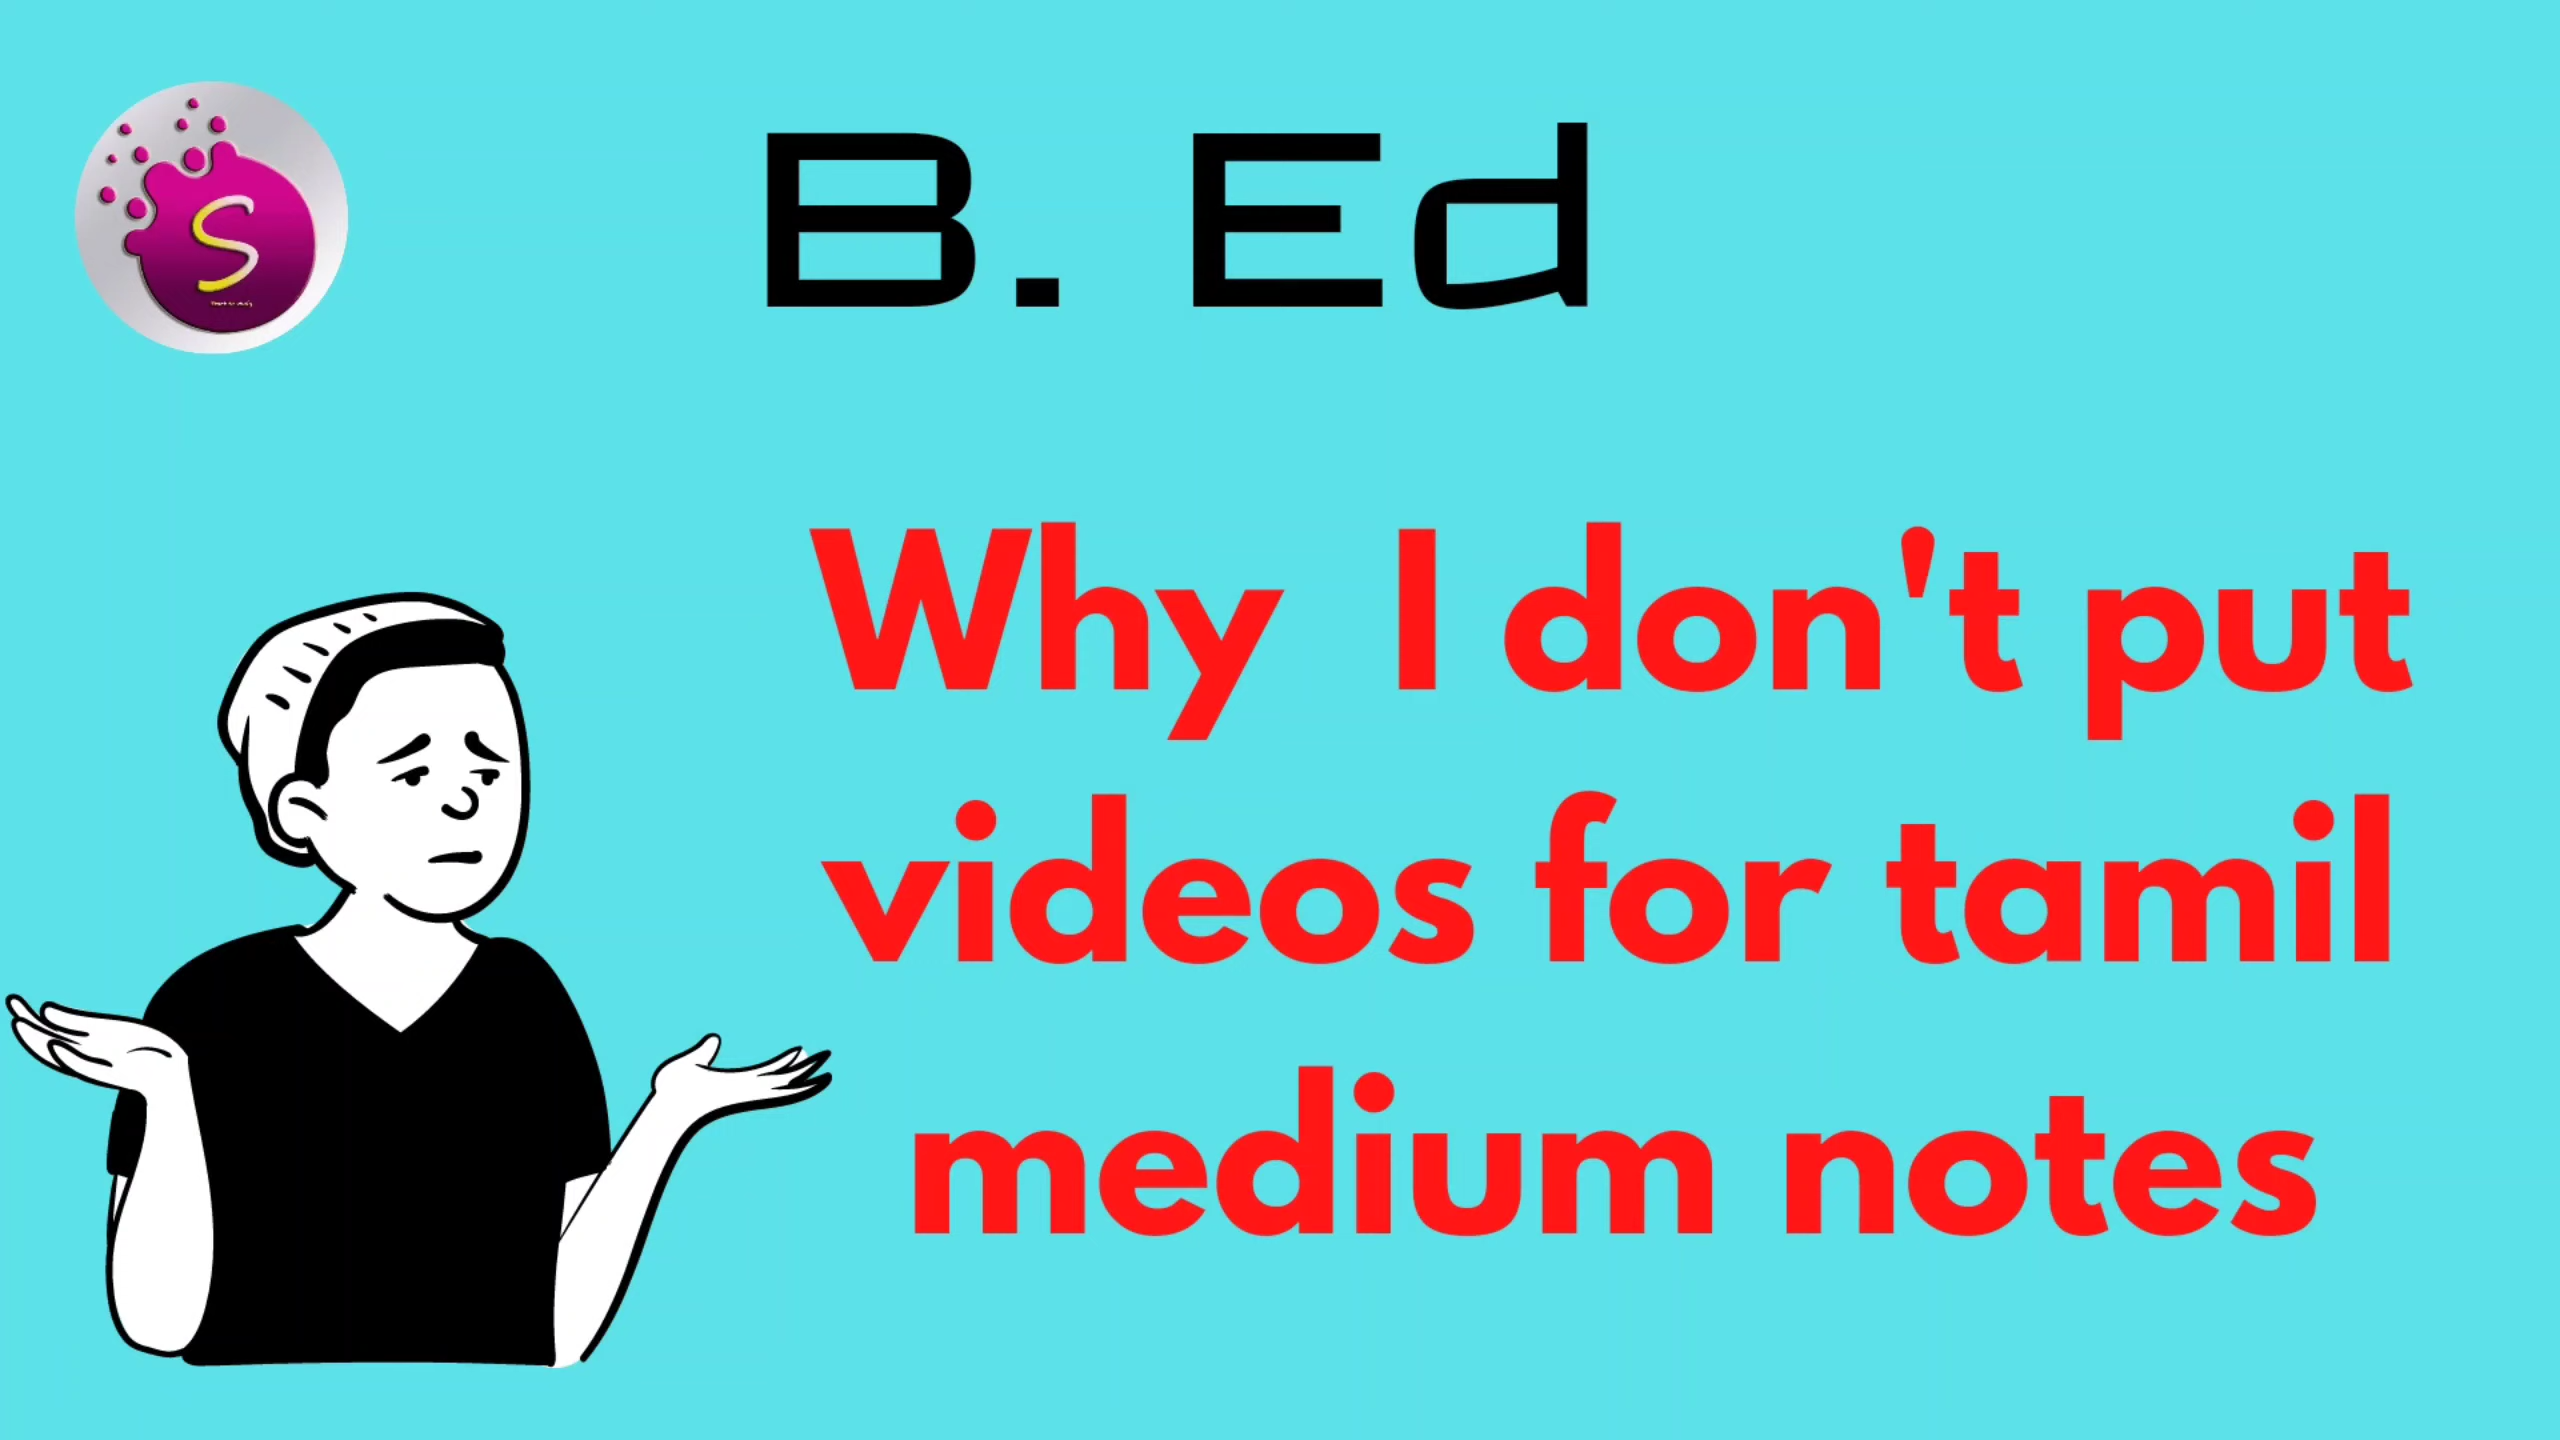 S
B. Ed
Why I don't put
videos for tamil
medium notes